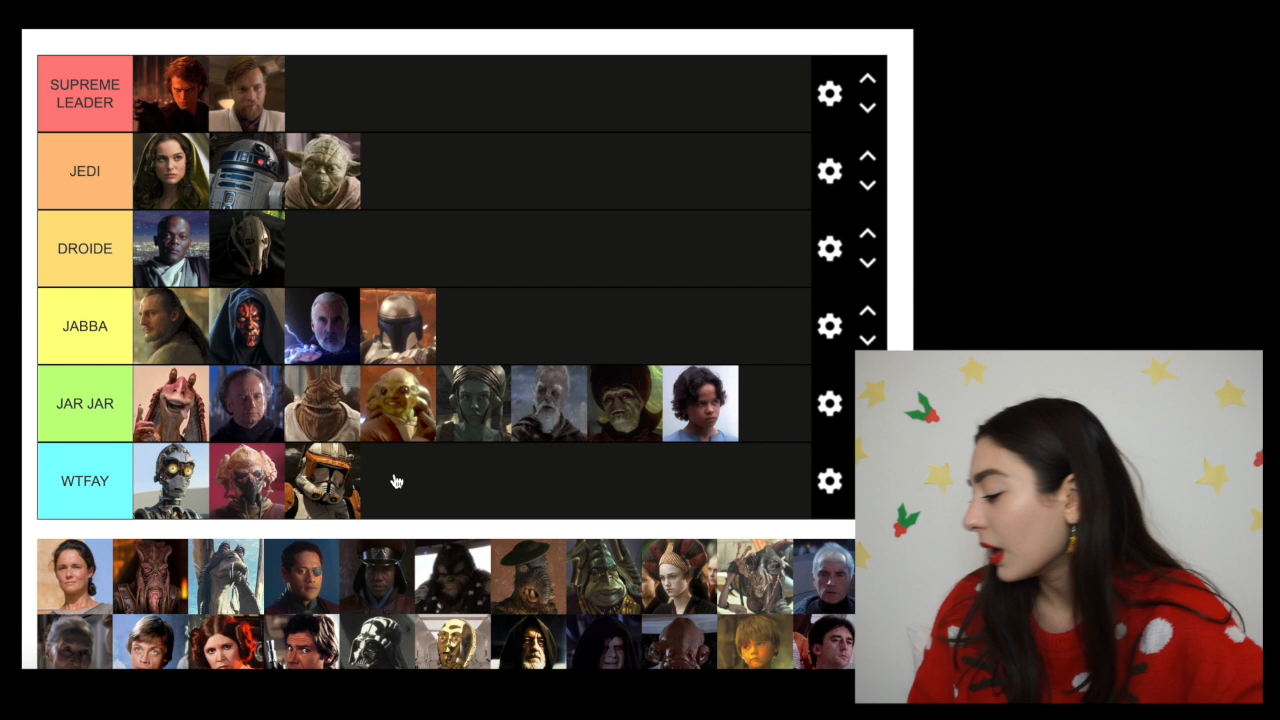 SUPREME
LEADER
JEDI
DROIDE
JABBA
JAR JAR
WTFAY